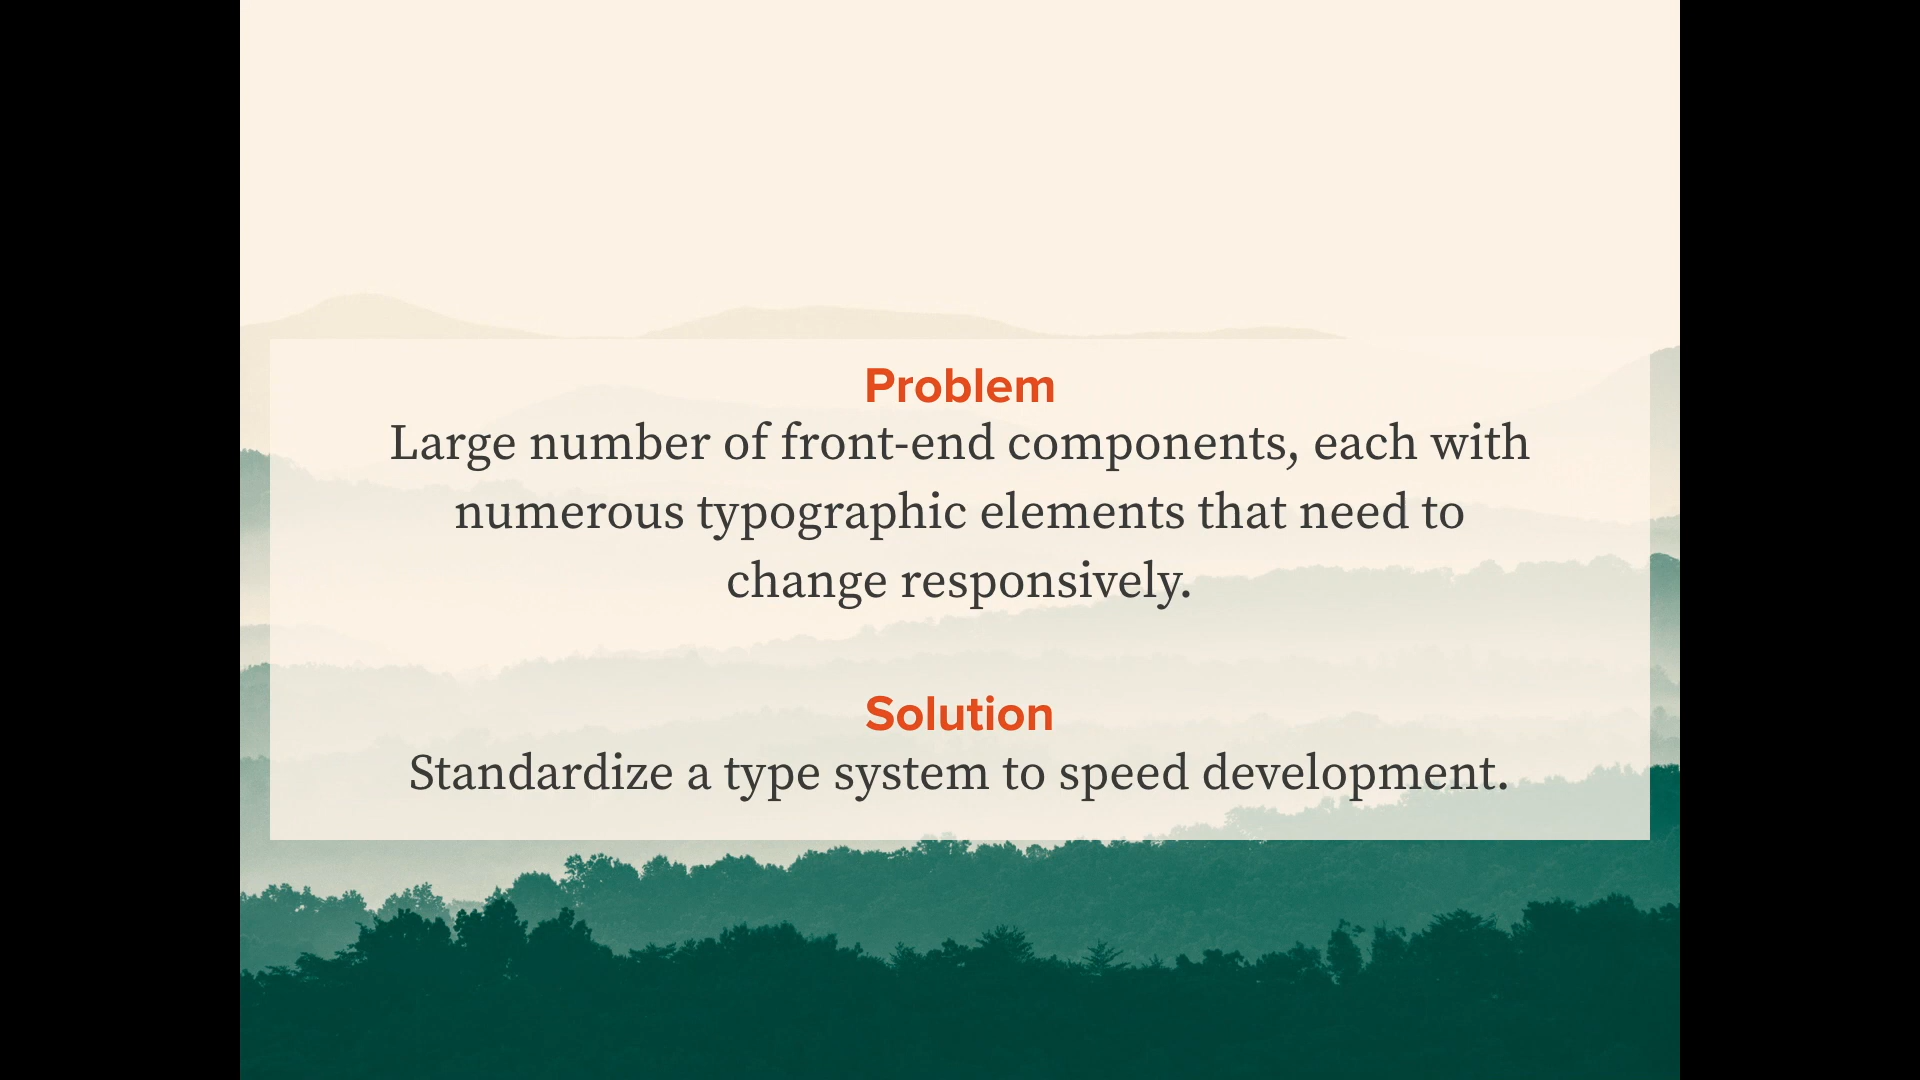 Problem
Large number of front-end components, each with
numerous typographic elements that need to
change responsively.
Solution
Standardize a type system to speed development.